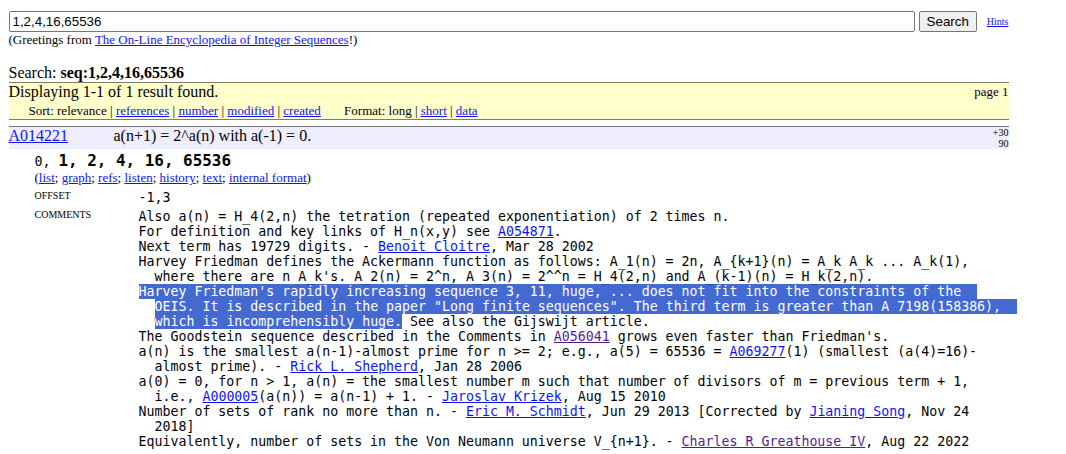 1,2,4,16,65536 Search Hints
(Greetings from The On-Line Encyclopedia of Integer Sequences!)
Search: seq:1,2,4,16,65536
Displaying 1-1 of 1 result found. page 1
Sort: relevance | references | number | modified | created Format: long | short | data
A014221 a(n+1) = 2^a(n) with a(-1) = 0. +30
90
0, 1, 2, 4, 16, 65536
(list; graph; refs; listen; history; text; internal format)
OFFSET -1,3
COMMENTS Also a(n) = H_4(2,n) the tetration (repeated exponentiation) of 2 times n.
For definition and key links of H_n(x,y) see A054871.
Next term has 19729 digits. - Benoit Cloitre, Mar 28 2002
Harvey Friedman defines the Ackermann function as follows: A_1(n) = 2n, A_{k+1}(n) = A_k A_k ... A_k(1),
where there are n A_k's. A_2(n) = 2^n, A_3(n) = 2^^n = H_4(2,n) and A_(k-1)(n) = H_k(2,n).
Harvey Friedman's rapidly increasing sequence 3, 11, huge, ... does not fit into the constraints of the
OEIS. It is described in the paper "Long finite sequences". The third term is greater than A_7198(158386),
which is incomprehensibly huge. See also the Gijswijt article.
The Goodstein sequence described in the Comments in A056041 grows even faster than Friedman's.
a(n) is the smallest a(n-1)-almost prime for n >= 2; e.g., a(5) = 65536 = A069277(1) (smallest (a(4)=16)-
almost prime). - Rick L. Shepherd, Jan 28 2006
a(0) = 0, for n > 1, a(n) = the smallest number m such that number of divisors of m = previous term + 1,
i.e., A000005(a(n)) = a(n-1) + 1. - Jaroslav Krizek, Aug 15 2010
Number of sets of rank no more than n. - Eric M. Schmidt, Jun 29 2013 [Corrected by Jianing Song, Nov 24
2018]
Equivalently, number of sets in the Von Neumann universe V_{n+1}. - Charles R Greathouse IV, Aug 22 2022